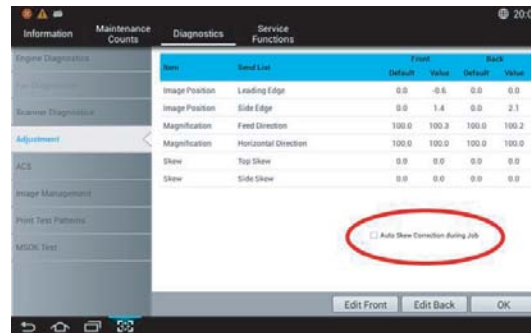 20:0
Information
Maintenance Counts
Diagnostics
Service Functions
Engine Diagnostics
Scanner Diagnostics
Adjustment
ACS
Image Management
Print Test Patterns
MSOK Test
Item Send List Front Back
Default Value Default Value
Image Position Leading Edge 0.0 -0.6 0.0 0.0
Image Position Side Edge 0.0 1.4 0.0 2.1
Magnification Feed Direction 100.0 100.3 100.0 100.2
Magnification Horizontal Direction 100.0 100.0 100.0 100.0
Skew Top Skew 0.0 0.0 0.0 0.0
Skew Side Skew 0.0 0.0 0.0 0.0
Auto Skew Correction during Job
Edit Front Edit Back OK